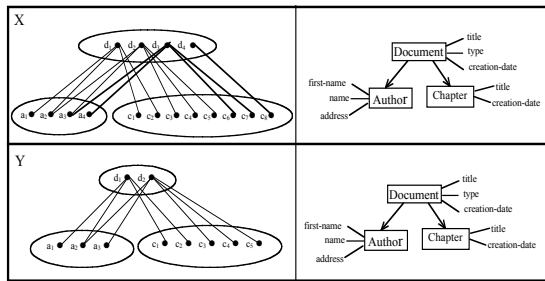 X
d1 d2 d3 d4
a1 a2 a3 a4
c1 c2 c3 c4 c5 c6 c7 c8
title
Document
type
creation-date
first-name
name
Author
address
Chapter
title
creation-date
Y
d1 d2
a1 a2 a3
c1 c2 c3 c4 c5
title
Document
type
creation-date
first-name
name
Author
address
Chapter
title
creation-date